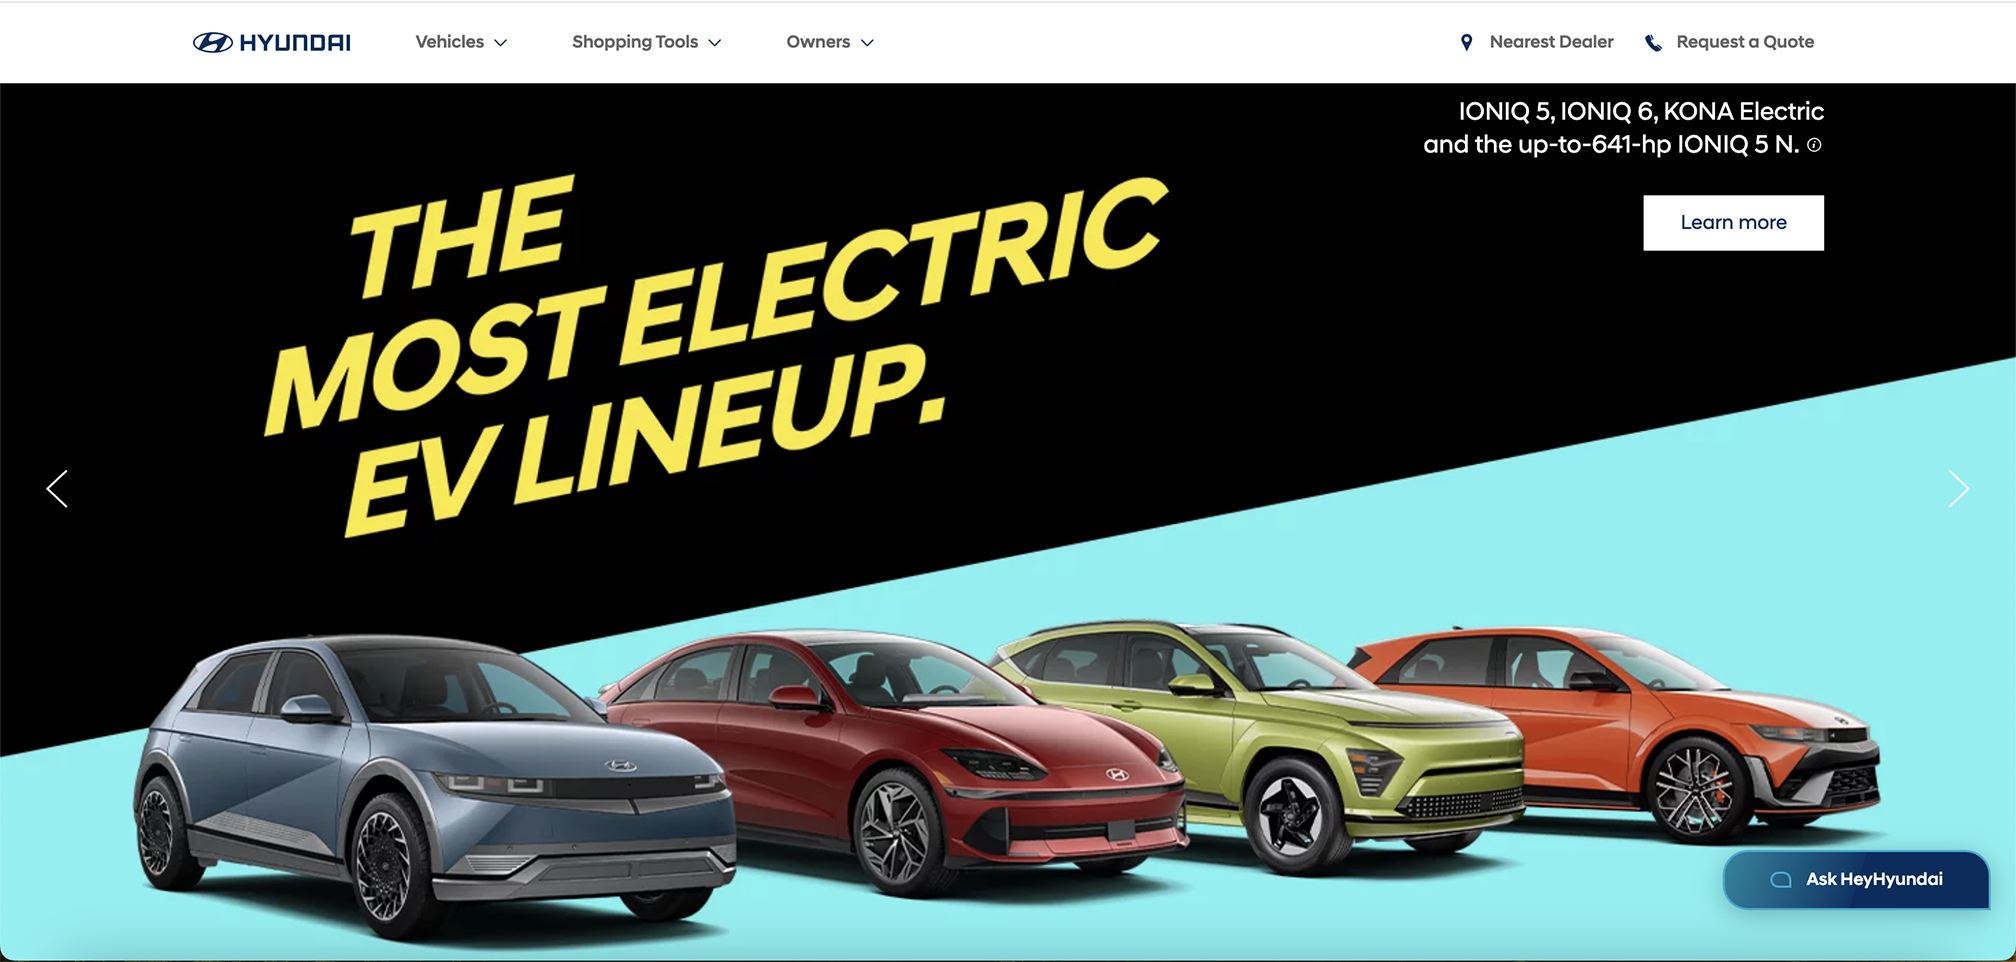 HYUNDAI
Vehicles
Shopping Tools
Owners
Nearest Dealer
Request a Quote
IONIQ 5, IONIQ 6, KONA Electric
and the up-to-641-hp IONIQ 5 N.
Learn more
THE
MOST ELECTRIC
EV LINEUP.
Ask HeyHyundai